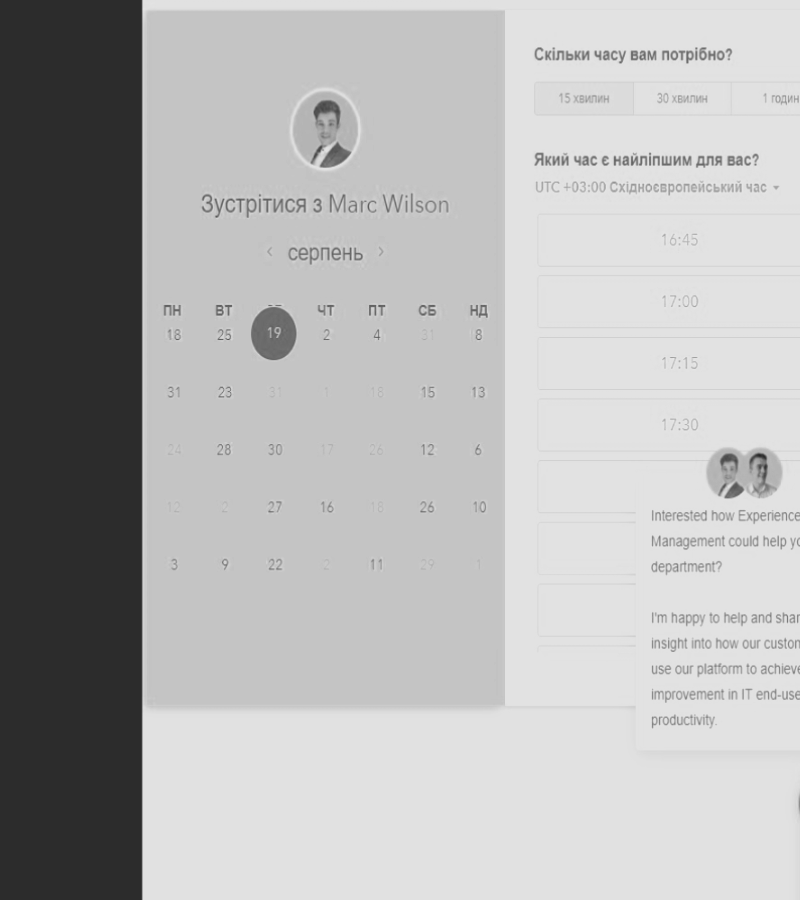 Зустрітися з Marc Wilson
серпень
ПН ВТ ЧТ ПТ СБ НД
18 25 19 2 4 31 8
31 23 31 1 16 15 13
24 28 30 17 26 12 6
12 2 27 16 18 26 10
3 9 22 2 11 29 1
Скільки часу вам потрібно?
15 хвилин 30 хвилин 1 годин
Який час є найліпшим для вас?
UTC +03:00 Східноєвропейський час
16:45
17:00
17:15
17:30
Interested how Experience
Management could help yo
department?
I'm happy to help and shar
insight into how our custon
use our platform to achieve
improvement in IT end-use
productivity.